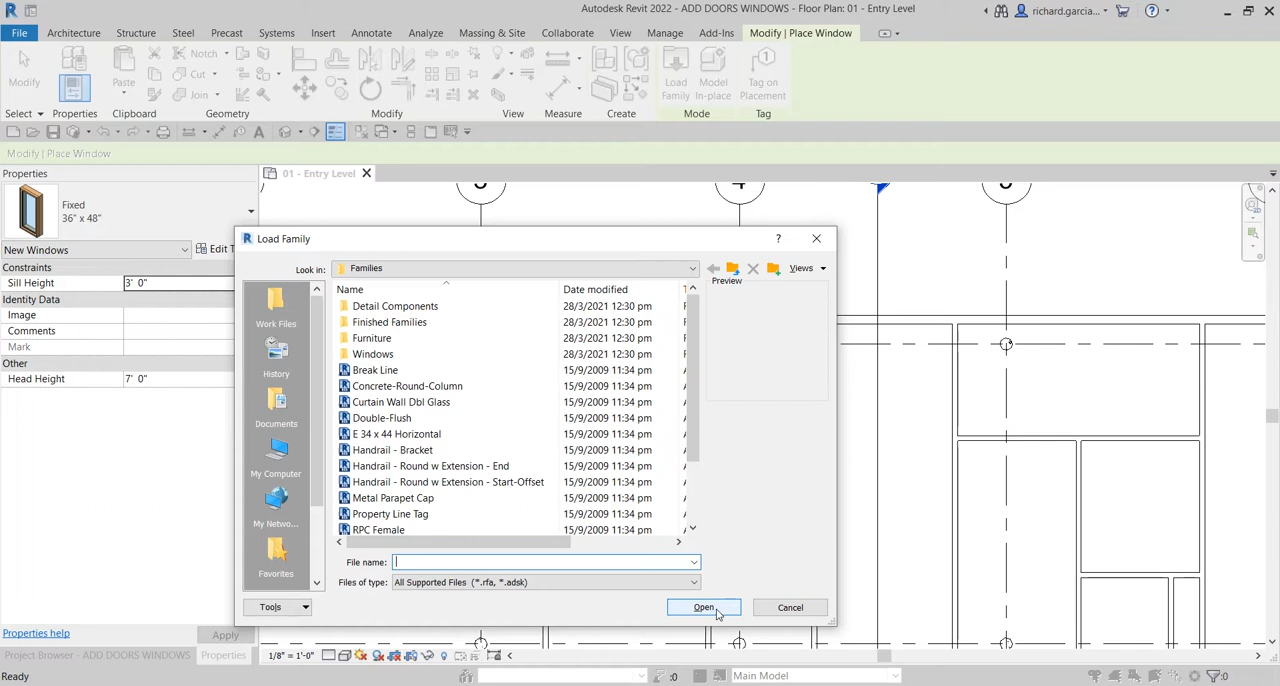 Autodesk Revit 2022 - ADD DOORS WINDOWS - Floor Plan: 01 - Entry Level
richard.garcia...
File Architecture Structure Steel Precast Systems Insert Annotate Analyze Massing & Site Collaborate View Manage Add-Ins Modify | Place Window
Modify
Paste
Notch
Cut
Join
Load Family
Model In-place
Tag on Placement
Select Properties Clipboard Geometry Modify View Measure Create Mode Tag
Modify | Place Window
Properties
01 - Entry Level
Fixed
36" x 48"
New Windows
Edit T
Constraints
Sill Height 3' 0"
Identity Data
Image
Comments
Mark
Other
Head Height 7' 0"
Properties help
Apply
Project Browser - ADD DOORS WINDOWS Properties
4
Load Family
Look in: Families
Views
Preview
Name Date modified
Detail Components 28/3/2021 12:30 pm
Finished Families 28/3/2021 12:30 pm
Furniture 28/3/2021 12:30 pm
Windows 28/3/2021 12:30 pm
Break Line 15/9/2009 11:34 pm
Concrete-Round-Column 15/9/2009 11:34 pm
Curtain Wall Dbl Glass 15/9/2009 11:34 pm
Double-Flush 15/9/2009 11:34 pm
E 34 x 44 Horizontal 15/9/2009 11:34 pm
Handrail - Bracket 15/9/2009 11:34 pm
Handrail - Round w Extension - End 15/9/2009 11:34 pm
Handrail - Round w Extension - Start-Offset 15/9/2009 11:34 pm
Metal Parapet Cap 15/9/2009 11:34 pm
Property Line Tag 15/9/2009 11:34 pm
RPC Female 15/9/2009 11:34 pm
Work Files
History
Documents
My Computer
My Netwo...
Favorites
File name:
Files of type: All Supported Files (*.rfa, *.adsk)
Tools
Open
Cancel
1/8" = 1'-0"
Ready
:0
Main Model
:0